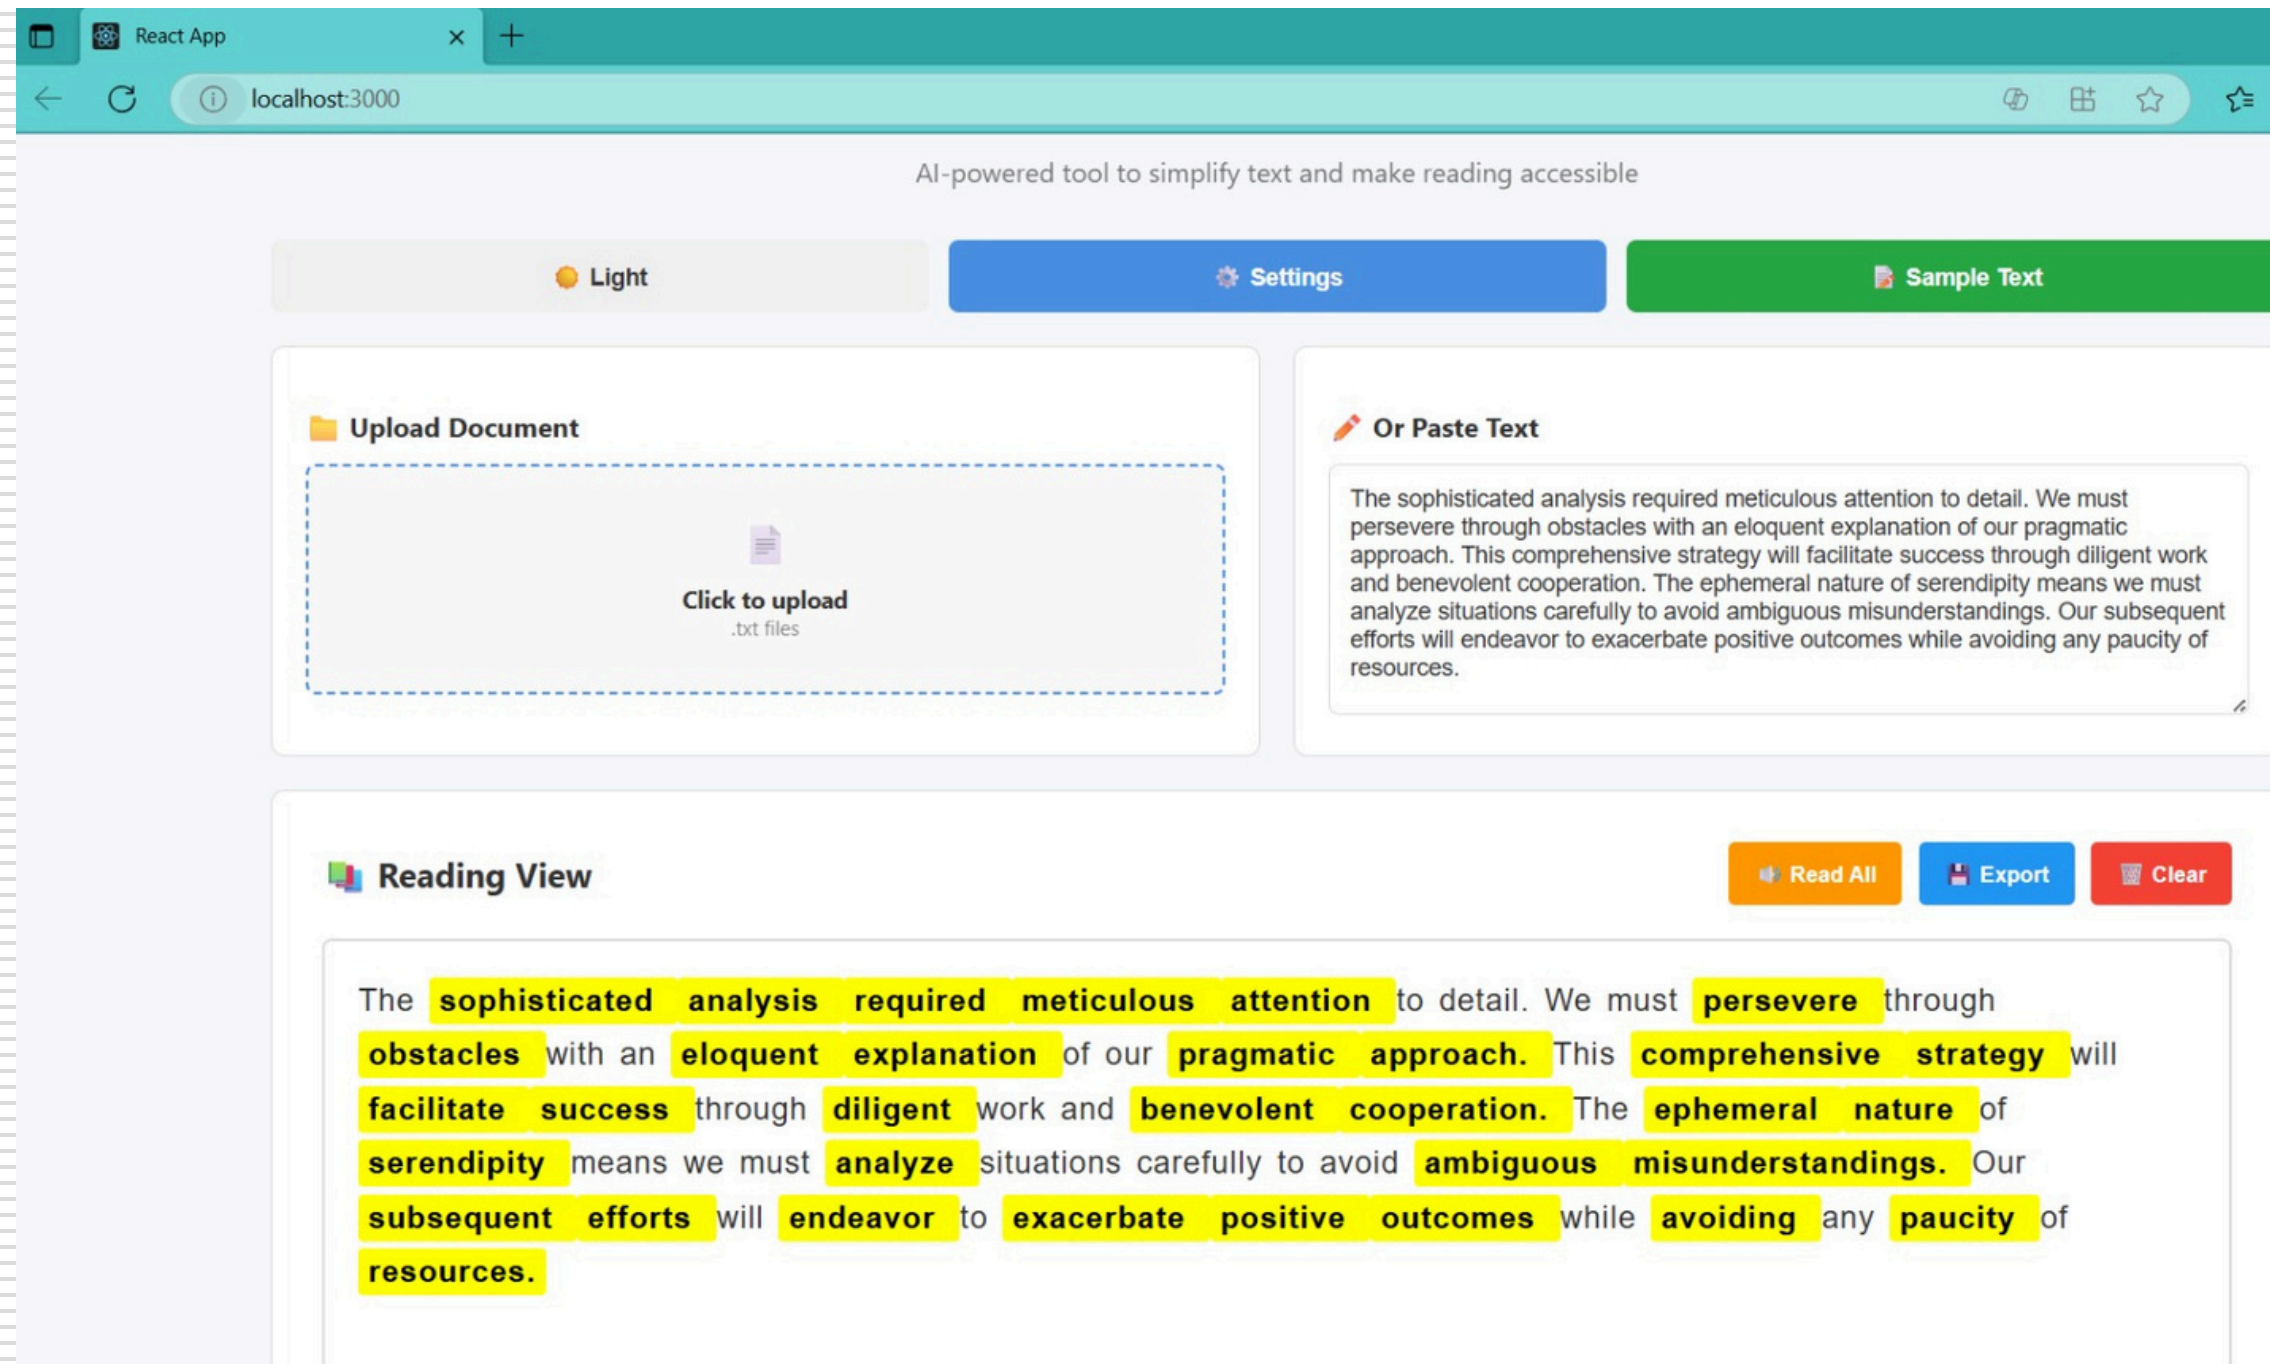 React App
localhost:3000
AI-powered tool to simplify text and make reading accessible
Light
Settings
Sample Text
Upload Document
Click to upload
.txt files
Or Paste Text
The sophisticated analysis required meticulous attention to detail. We must
persevere through obstacles with an eloquent explanation of our pragmatic
approach. This comprehensive strategy will facilitate success through diligent work
and benevolent cooperation. The ephemeral nature of serendipity means we must
analyze situations carefully to avoid ambiguous misunderstandings. Our subsequent
efforts will endeavor to exacerbate positive outcomes while avoiding any paucity of
resources.
Reading View
Read All
Export
Clear
The sophisticated analysis required meticulous attention to detail. We must persevere through
obstacles with an eloquent explanation of our pragmatic approach. This comprehensive strategy will
facilitate success through diligent work and benevolent cooperation. The ephemeral nature of
serendipity means we must analyze situations carefully to avoid ambiguous misunderstandings. Our
subsequent efforts will endeavor to exacerbate positive outcomes while avoiding any paucity of
resources.